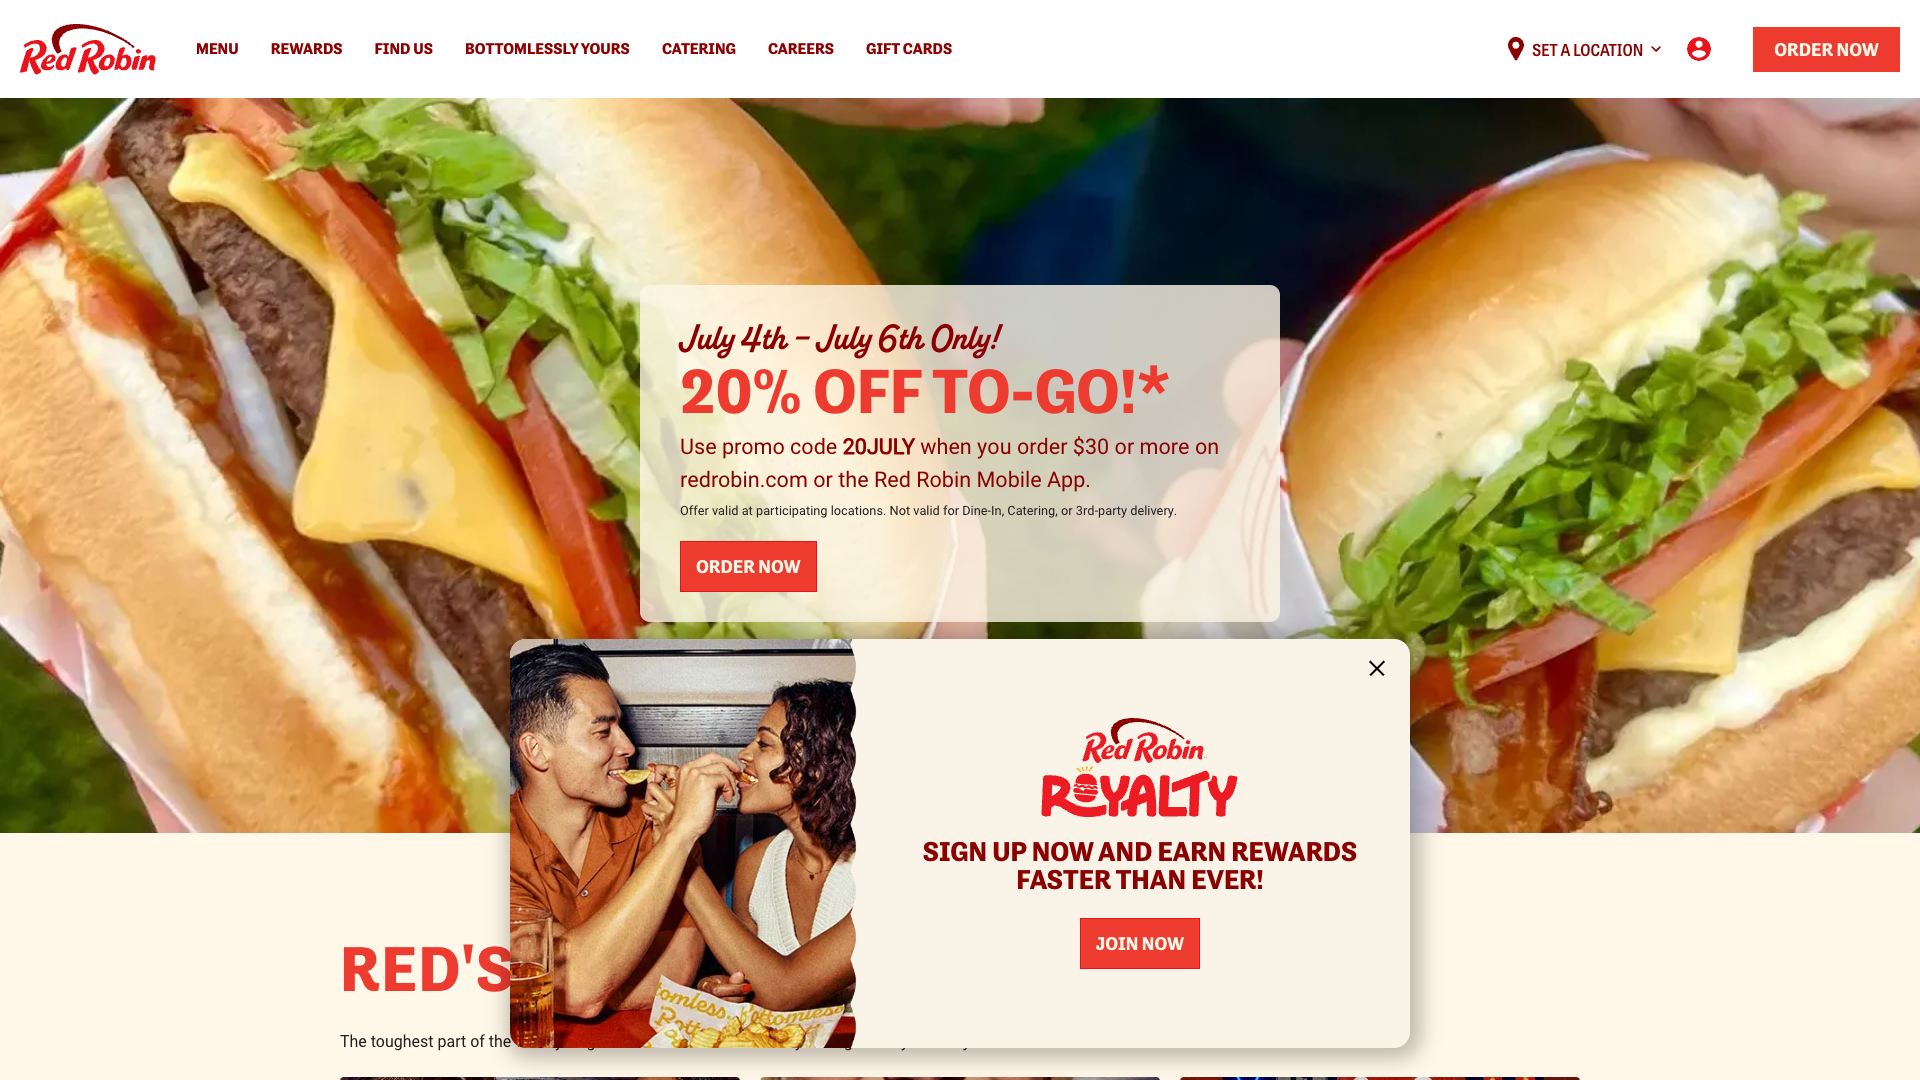 Red Robin
MENU
REWARDS
FIND US
BOTTOMLESSLY YOURS
CATERING
CAREERS
GIFT CARDS
SET A LOCATION
ORDER NOW
July 4th – July 6th Only!
20% OFF TO-GO!*
Use promo code 20JULY when you order $30 or more on
redrobin.com or the Red Robin Mobile App.
Offer valid at participating locations. Not valid for Dine-In, Catering, or 3rd-party delivery.
ORDER NOW
Red Robin
ROYALTY
SIGN UP NOW AND EARN REWARDS
FASTER THAN EVER!
JOIN NOW
RED'S
The toughest part of the